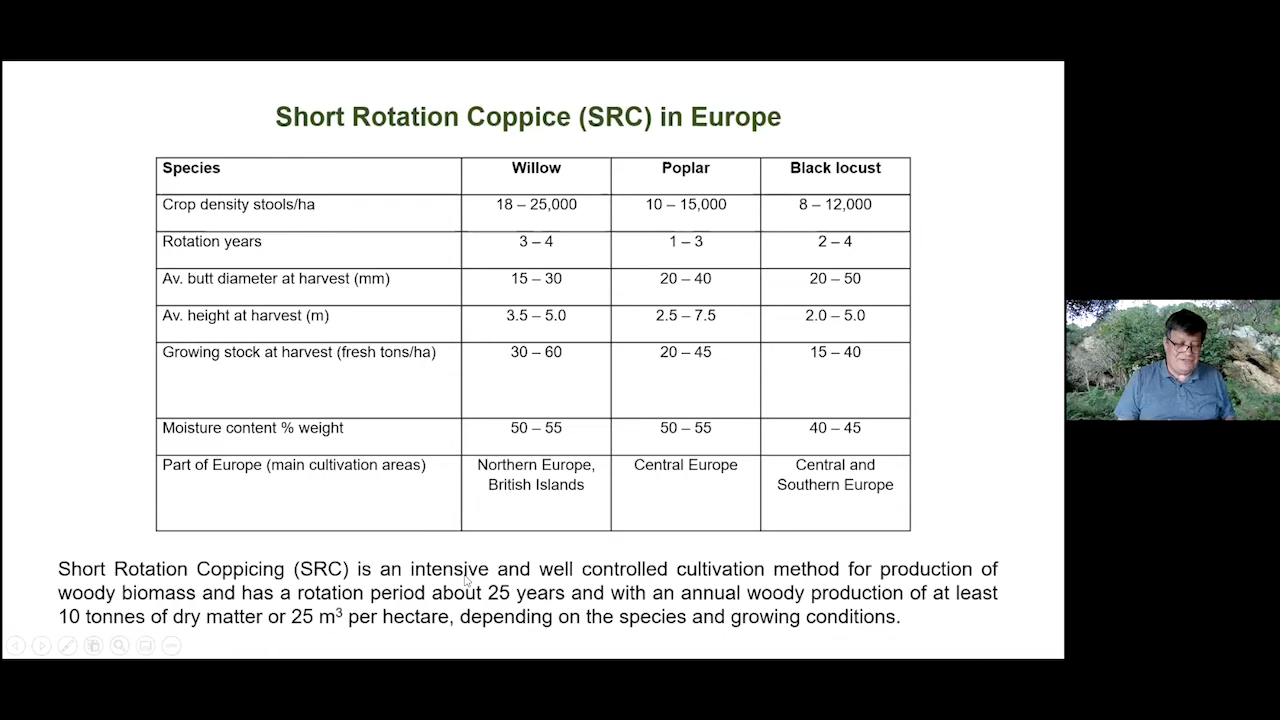 Short Rotation Coppice (SRC) in Europe
Species Willow Poplar Black locust
Crop density stools/ha 18 – 25,000 10 – 15,000 8 – 12,000
Rotation years 3 – 4 1 – 3 2 – 4
Av. butt diameter at harvest (mm) 15 – 30 20 – 40 20 – 50
Av. height at harvest (m) 3.5 – 5.0 2.5 – 7.5 2.0 – 5.0
Growing stock at harvest (fresh tons/ha) 30 – 60 20 – 45 15 – 40
Moisture content % weight 50 – 55 50 – 55 40 – 45
Part of Europe (main cultivation areas) Northern Europe, Central Europe Central and
British Islands Southern Europe
Short Rotation Coppicing (SRC) is an intensive and well controlled cultivation method for production of
woody biomass and has a rotation period about 25 years and with an annual woody production of at least
10 tonnes of dry matter or 25 m³ per hectare, depending on the species and growing conditions.